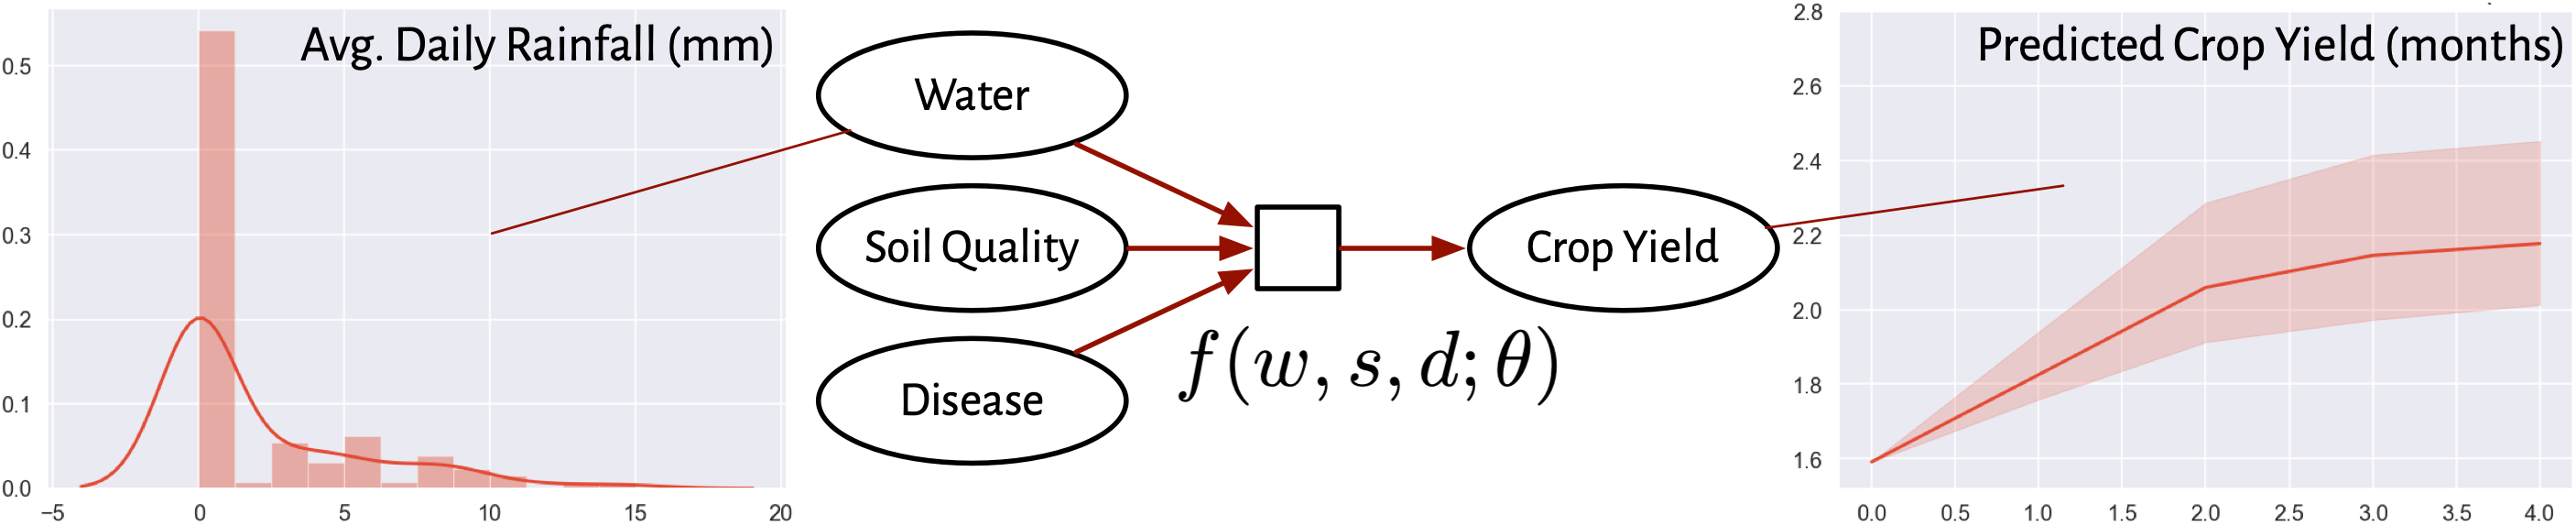 Avg. Daily Rainfall (mm)
0.5
0.4
0.3
0.2
0.1
0.0
−5 0 5 10 15 20
Water
Soil Quality
Disease
f(w, s, d; θ)
Crop Yield
Predicted Crop Yield (months)
2.8
2.6
2.4
2.2
2.0
1.8
1.6
0.0 0.5 1.0 1.5 2.0 2.5 3.0 3.5 4.0